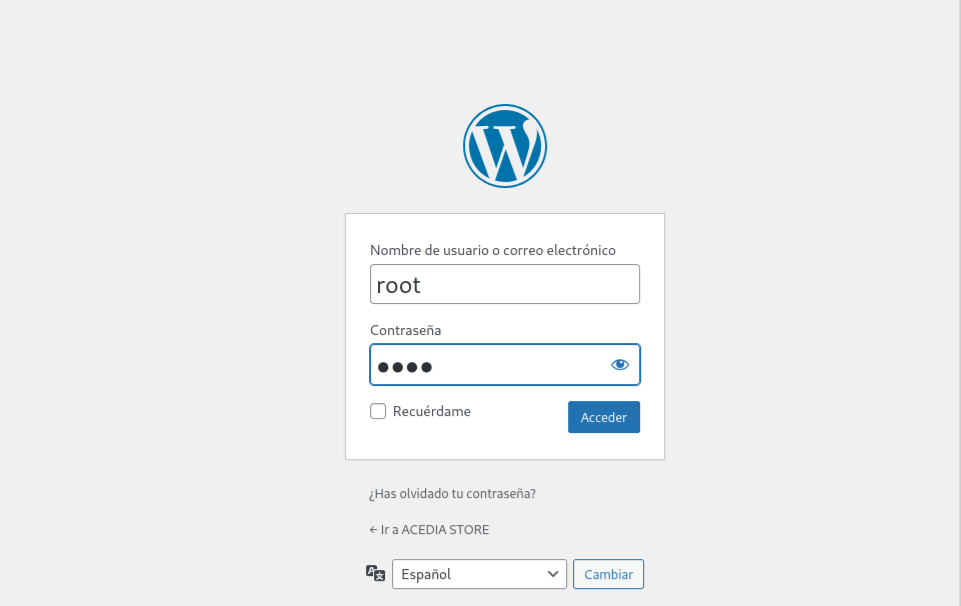 Nombre de usuario o correo electrónico
root
Contraseña
●●●●
Recuérdame
Acceder
¿Has olvidado tu contraseña?
← Ir a ACEDIA STORE
Español
Cambiar